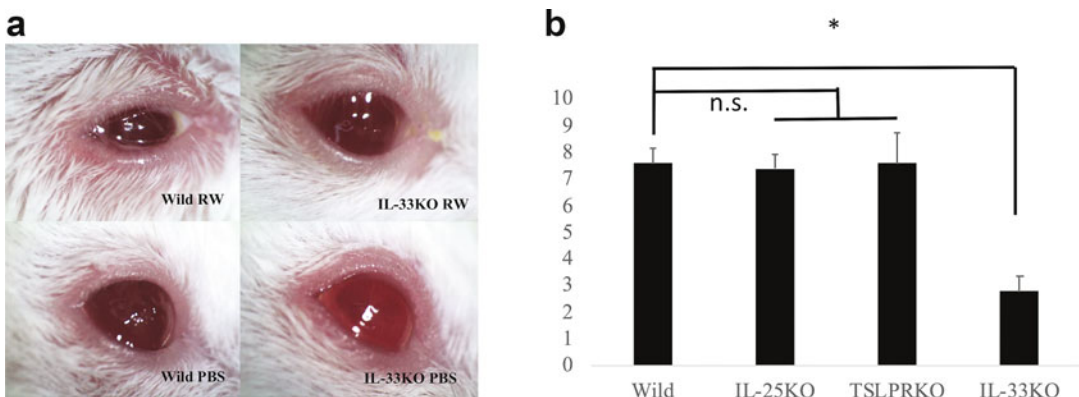 a
Wild RW
IL-33KO RW
Wild PBS
IL-33KO PBS
b
*
n.s.
10
9
8
7
6
5
4
3
2
1
0
Wild
IL-25KO
TSLPRKO
IL-33KO